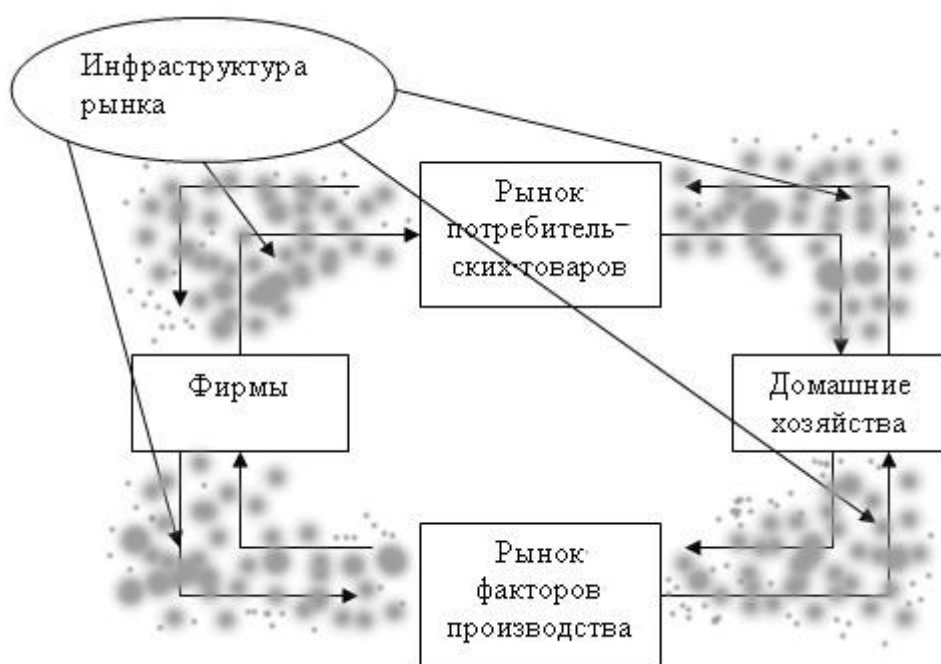 Инфраструктура
рынка
Рынок
потребитель-
ских·товаров
Фирмы
Домашние
хозяйства
Рынок
факторов
производства